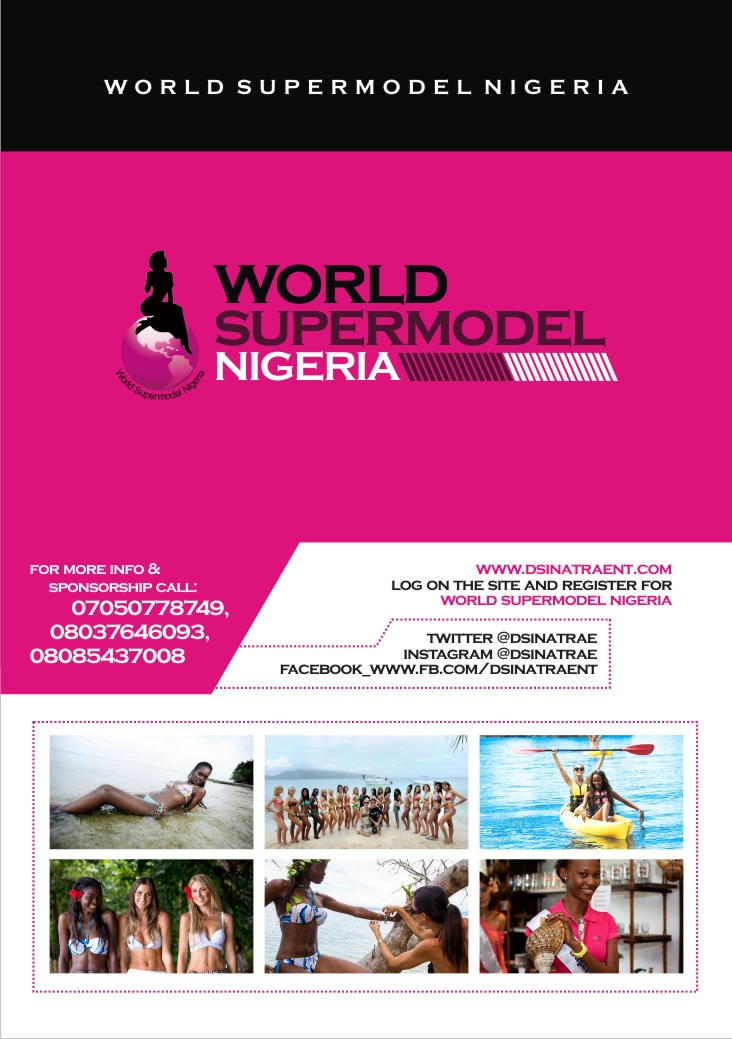 WORLD SUPERMODEL NIGERIA
WORLD
SUPERMODEL
NIGERIA
World Supermodel Nigeria
FOR MORE INFO &
SPONSORSHIP CALL:
07050778749,
08037646093,
08085437008
WWW.DSINATRAENT.COM
LOG ON THE SITE AND REGISTER FOR
WORLD SUPERMODEL NIGERIA
TWITTER @DSINATRAE
INSTAGRAM @DSINATRAE
FACEBOOK_WWW.FB.COM/DSINATRAENT